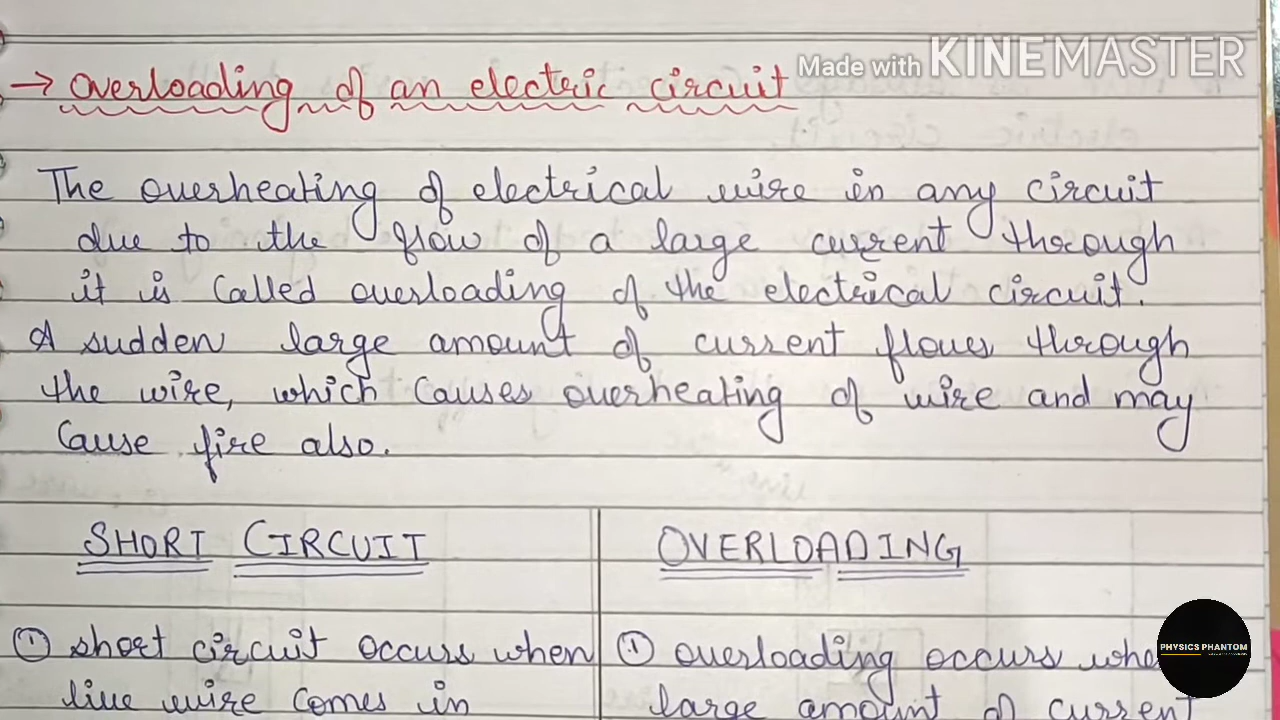 Made with KINEMASTER
→ Overloading of an electric circuit
The overheating of electrical wire in any circuit
due to the flow of a large current through
it is Called overloading of the electrical circuit.
A sudden large amount of current flows through
the wire, which Causes overheating of wire and may
Cause fire also.
SHORT CIRCUIT
① short circuit occurs when
live wire comes in
OVERLOADING
① overloading occurs
large amount of current
PHYSICS PHANTOM